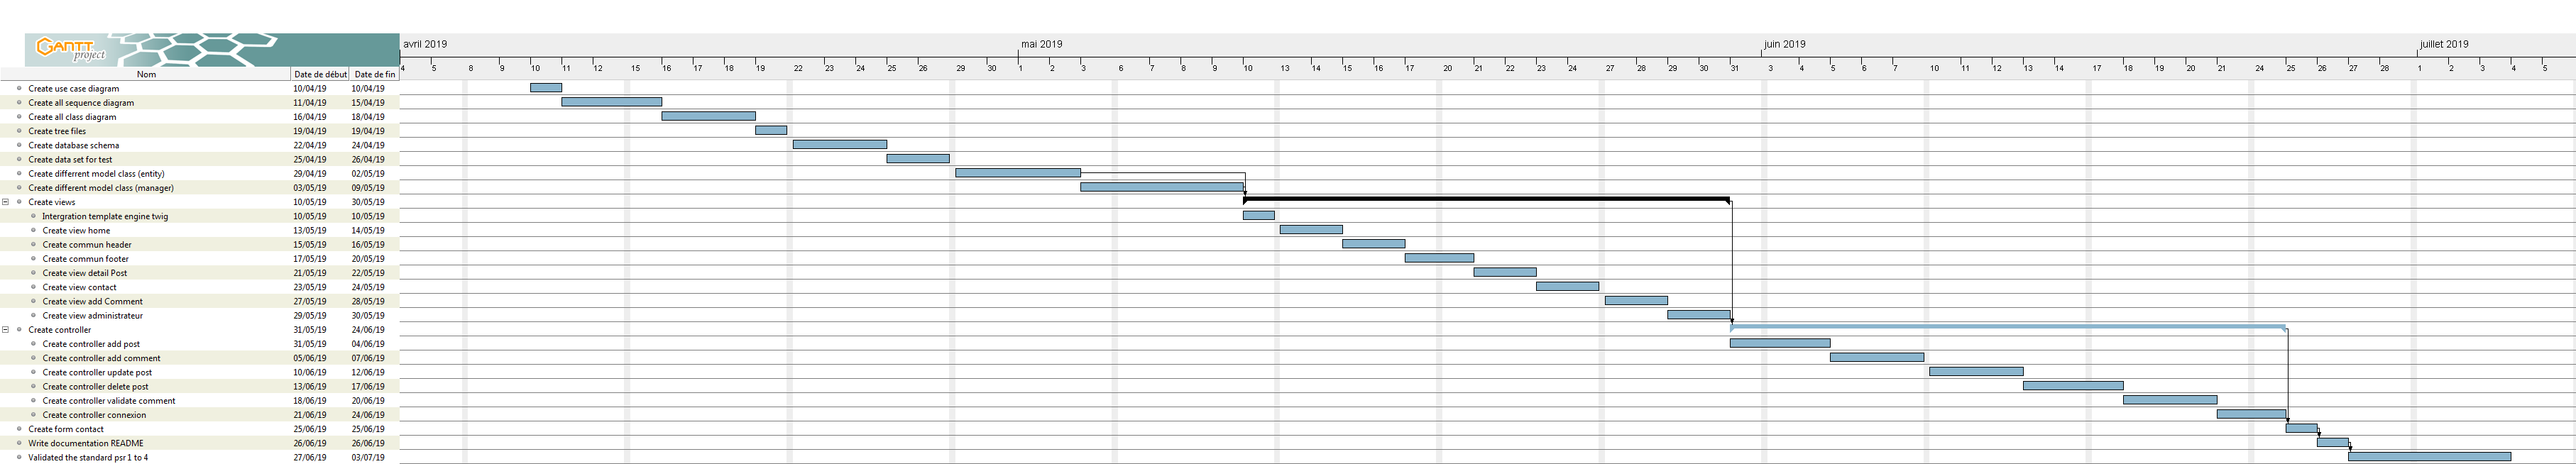 GANTT project
avril 2019 mai 2019 juin 2019 juillet 2019
Nom Date de début Date de fin 4 5 8 9 10 11 12 15 16 17 18 19 22 23 24 25 26 29 30 1 2 3 6 7 8 9 10 13 14 15 16 17 20 21 22 23 24 27 28 29 30 31 3 4 5 6 7 10 11 12 13 14 17 18 19 20 21 24 25 26 27 28 1 2 3 4 5
Create use case diagram 10/04/19 10/04/19
Create all sequence diagram 11/04/19 15/04/19
Create all class diagram 16/04/19 18/04/19
Create tree files 19/04/19 19/04/19
Create database schema 22/04/19 24/04/19
Create data set for test 25/04/19 26/04/19
Create differrent model class (entity) 29/04/19 02/05/19
Create different model class (manager) 03/05/19 09/05/19
Create views 10/05/19 30/05/19
Intergration template engine twig 10/05/19 10/05/19
Create view home 13/05/19 14/05/19
Create commun header 15/05/19 16/05/19
Create commun footer 17/05/19 20/05/19
Create view detail Post 21/05/19 22/05/19
Create view contact 23/05/19 24/05/19
Create view add Comment 27/05/19 28/05/19
Create view administrateur 29/05/19 30/05/19
Create controller 31/05/19 24/06/19
Create controller add post 31/05/19 04/06/19
Create controller add comment 05/06/19 07/06/19
Create controller update post 10/06/19 12/06/19
Create controller delete post 13/06/19 17/06/19
Create controller validate comment 18/06/19 20/06/19
Create controller connexion 21/06/19 24/06/19
Create form contact 25/06/19 25/06/19
Write documentation README 26/06/19 26/06/19
Validated the standard psr 1 to 4 27/06/19 03/07/19